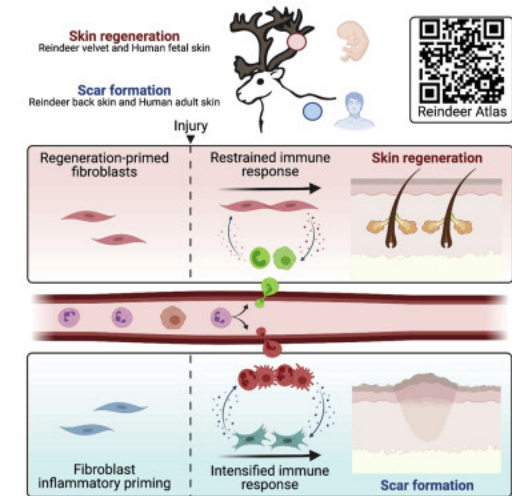 Skin regeneration
Reindeer velvet and Human fetal skin
Scar formation
Reindeer back skin and Human adult skin
Reindeer Atlas
Injury
Regeneration-primed
fibroblasts
Restrained immune
response
Skin regeneration
Fibroblast
inflammatory priming
Intensified immune
response
Scar formation